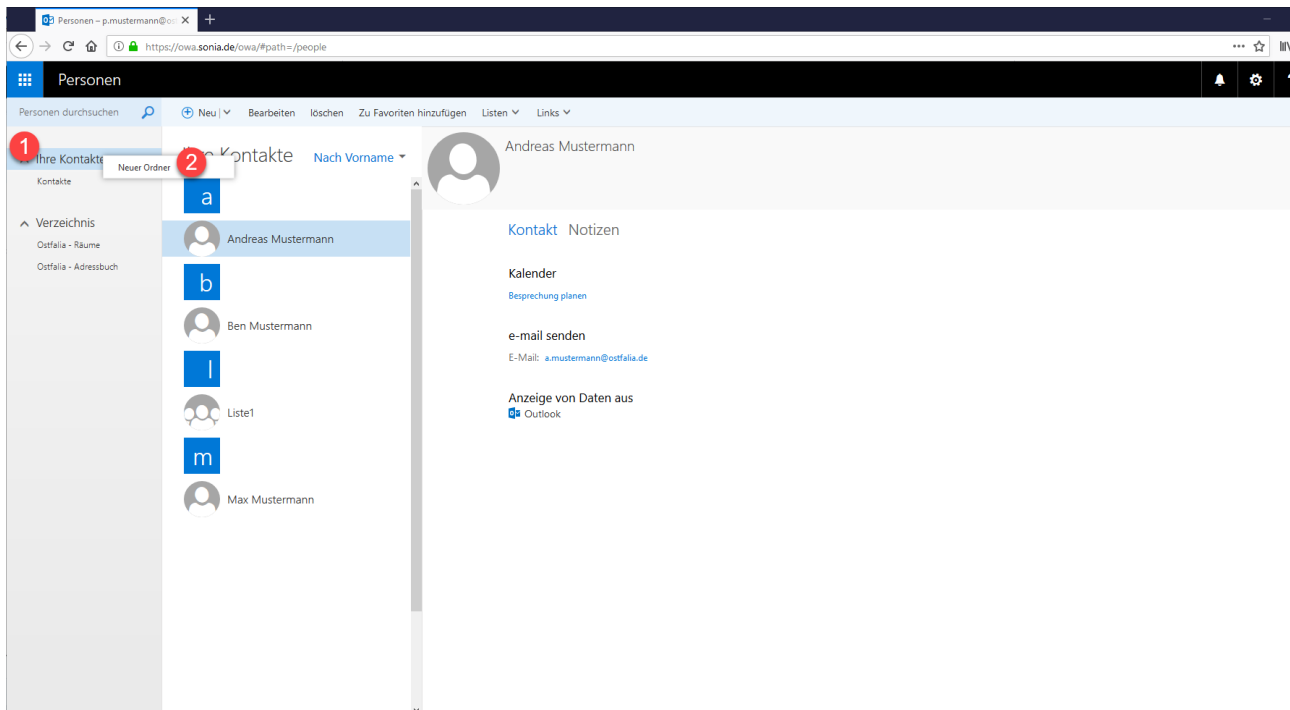 Personen – p.mustermann@os
https://owa.sonia.de/owa/#path=/people
Personen
Personen durchsuchen
Neu
Bearbeiten
löschen
Zu Favoriten hinzufügen
Listen
Links
1
Ihre Kontakte
Neuer Ordner
2
Kontakte
Verzeichnis
Ostfalia - Räume
Ostfalia - Adressbuch
Kontakte
Nach Vorname
a
Andreas Mustermann
b
Ben Mustermann
l
Liste1
m
Max Mustermann
Andreas Mustermann
Kontakt Notizen
Kalender
Besprechung planen
e-mail senden
E-Mail: a.mustermann@ostfalia.de
Anzeige von Daten aus
Outlook